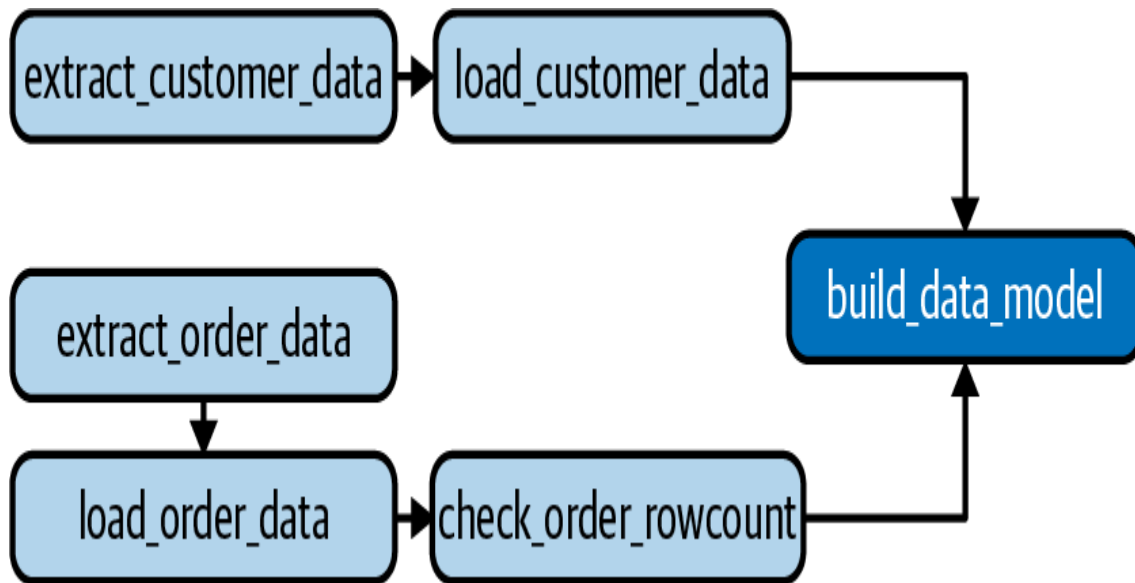 extract_customer_data
load_customer_data
build_data_model
extract_order_data
load_order_data
check_order_rowcount